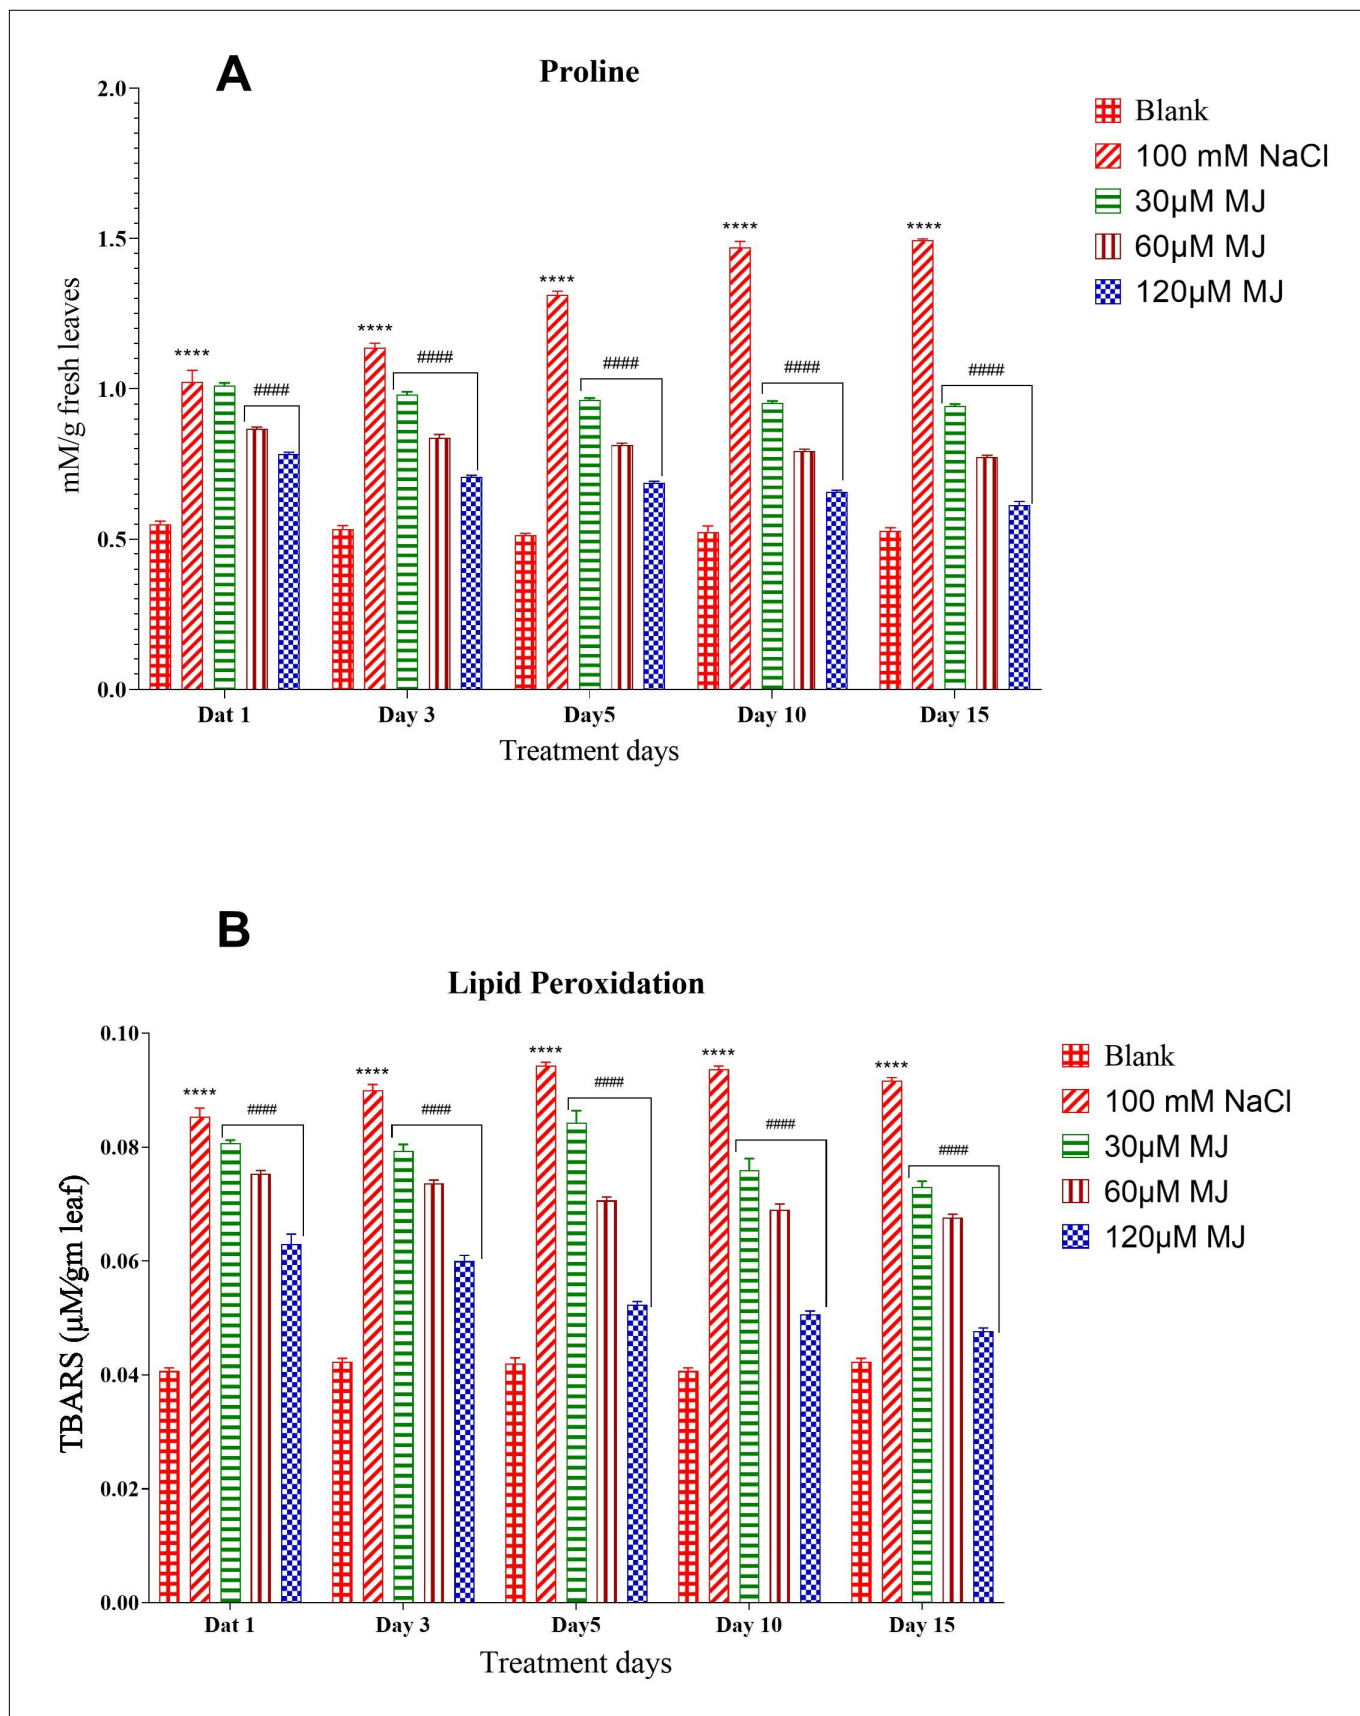 A
Proline
2.0
1.5
1.0
0.5
0.0
mM/g fresh leaves
****
####
****
####
****
####
****
####
****
####
Dat 1
Day 3
Day5
Day 10
Day 15
Treatment days
Blank
100 mM NaCl
30µM MJ
60µM MJ
120µM MJ
B
Lipid Peroxidation
0.10
0.08
0.06
0.04
0.02
0.00
TBARS (µM/gm leaf)
****
####
****
####
****
####
****
####
****
####
Dat 1
Day 3
Day5
Day 10
Day 15
Treatment days
Blank
100 mM NaCl
30µM MJ
60µM MJ
120µM MJ